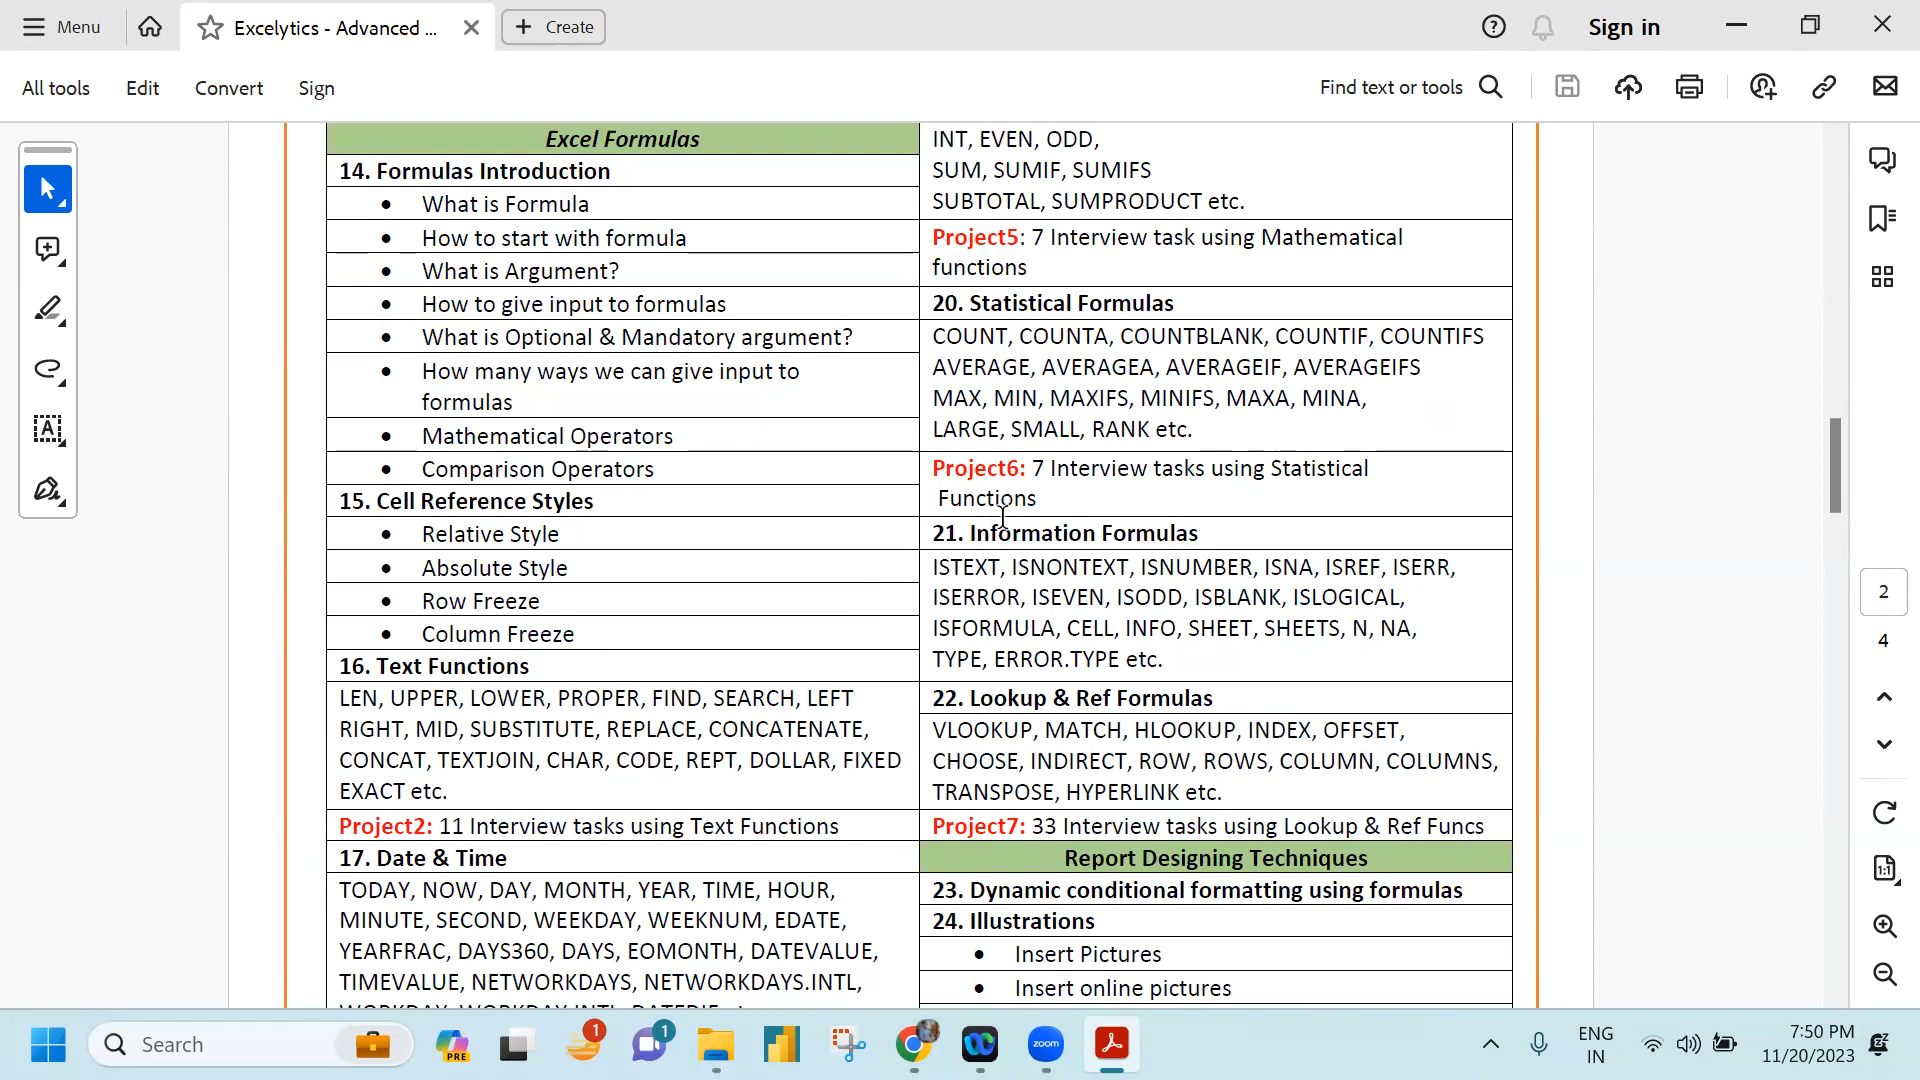 Menu
Excelytics - Advanced ...
Create
Sign in
All tools
Edit
Convert
Sign
Find text or tools
Excel Formulas
14. Formulas Introduction
• What is Formula
• How to start with formula
• What is Argument?
• How to give input to formulas
• What is Optional & Mandatory argument?
• How many ways we can give input to
formulas
• Mathematical Operators
• Comparison Operators
15. Cell Reference Styles
• Relative Style
• Absolute Style
• Row Freeze
• Column Freeze
16. Text Functions
LEN, UPPER, LOWER, PROPER, FIND, SEARCH, LEFT
RIGHT, MID, SUBSTITUTE, REPLACE, CONCATENATE,
CONCAT, TEXTJOIN, CHAR, CODE, REPT, DOLLAR, FIXED
EXACT etc.
Project2: 11 Interview tasks using Text Functions
17. Date & Time
TODAY, NOW, DAY, MONTH, YEAR, TIME, HOUR,
MINUTE, SECOND, WEEKDAY, WEEKNUM, EDATE,
YEARFRAC, DAYS360, DAYS, EOMONTH, DATEVALUE,
TIMEVALUE, NETWORKDAYS, NETWORKDAYS.INTL,
INT, EVEN, ODD,
SUM, SUMIF, SUMIFS
SUBTOTAL, SUMPRODUCT etc.
Project5: 7 Interview task using Mathematical
functions
20. Statistical Formulas
COUNT, COUNTA, COUNTBLANK, COUNTIF, COUNTIFS
AVERAGE, AVERAGEA, AVERAGEIF, AVERAGEIFS
MAX, MIN, MAXIFS, MINIFS, MAXA, MINA,
LARGE, SMALL, RANK etc.
Project6: 7 Interview tasks using Statistical
Functions
21. Information Formulas
ISTEXT, ISNONTEXT, ISNUMBER, ISNA, ISREF, ISERR,
ISERROR, ISEVEN, ISODD, ISBLANK, ISLOGICAL,
ISFORMULA, CELL, INFO, SHEET, SHEETS, N, NA,
TYPE, ERROR.TYPE etc.
22. Lookup & Ref Formulas
VLOOKUP, MATCH, HLOOKUP, INDEX, OFFSET,
CHOOSE, INDIRECT, ROW, ROWS, COLUMN, COLUMNS,
TRANSPOSE, HYPERLINK etc.
Project7: 33 Interview tasks using Lookup & Ref Funcs
Report Designing Techniques
23. Dynamic conditional formatting using formulas
24. Illustrations
• Insert Pictures
• Insert online pictures
2
4
1:1
Search
PRE
1
1
zoom
ENG
IN
7:50 PM
11/20/2023